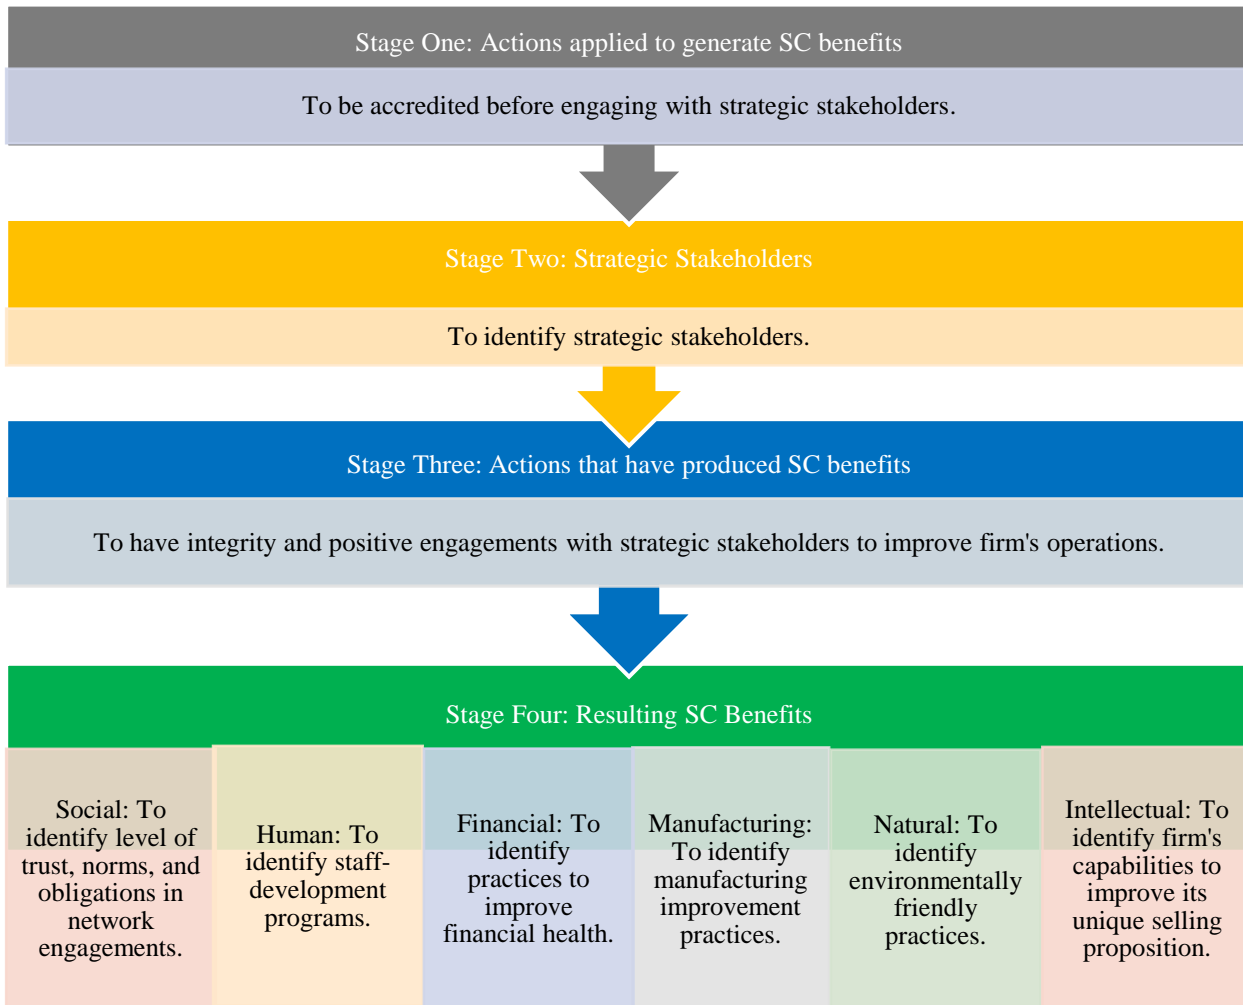 Stage One: Actions applied to generate SC benefits
To be accredited before engaging with strategic stakeholders.
Stage Two: Strategic Stakeholders
To identify strategic stakeholders.
Stage Three: Actions that have produced SC benefits
To have integrity and positive engagements with strategic stakeholders to improve firm's operations.
Stage Four: Resulting SC Benefits
Social: To
identify level of
trust, norms, and
obligations in
network
engagements.
Human: To
identify staff-
development
programs.
Financial: To
identify
practices to
improve
financial health.
Manufacturing:
To identify
manufacturing
improvement
practices.
Natural: To
identify
environmentally
friendly
practices.
Intellectual: To
identify firm's
capabilities to
improve its
unique selling
proposition.